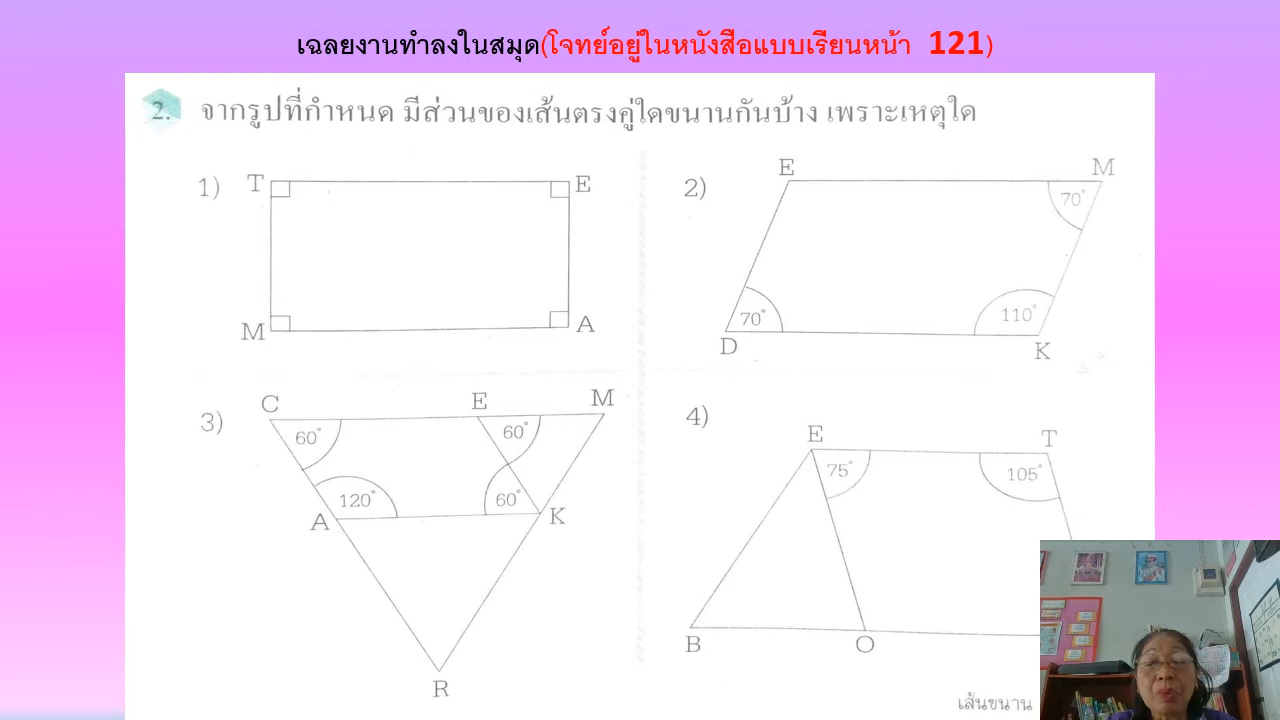 เฉลยงานทำลงในสมุด(โจทย์อยู่ในหนังสือแบบเรียนหน้า 121)
2. จากรูปที่กำหนด มีส่วนของเส้นตรงคู่ใดขนานกันบ้าง เพราะเหตุใด
1) T E
M A
2) E M
70°
70° 110°
D K
3) C E M
60° 60°
120° 60°
A K
R
4) E T
75° 105°
B O
เส้นขนาน